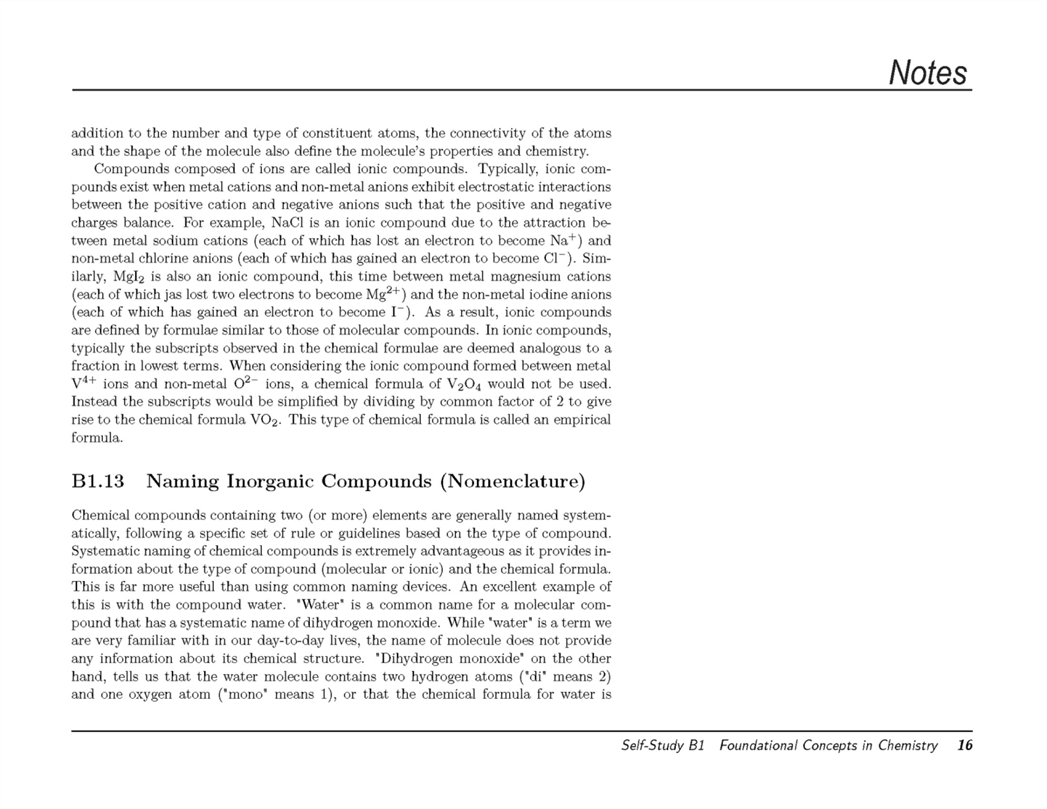 Notes
addition to the number and type of constituent atoms, the connectivity of the atoms
and the shape of the molecule also define the molecule's properties and chemistry.
Compounds composed of ions are called ionic compounds. Typically, ionic com-
pounds exist when metal cations and non-metal anions exhibit electrostatic interactions
between the positive cation and negative anions such that the positive and negative
charges balance. For example, NaCl is an ionic compound due to the attraction be-
tween metal sodium cations (each of which has lost an electron to become Na⁺) and
non-metal chlorine anions (each of which has gained an electron to become Cl⁻). Sim-
ilarly, MgI₂ is also an ionic compound, this time between metal magnesium cations
(each of which jas lost two electrons to become Mg²⁺) and the non-metal iodine anions
(each of which has gained an electron to become I⁻). As a result, ionic compounds
are defined by formulae similar to those of molecular compounds. In ionic compounds,
typically the subscripts observed in the chemical formulae are deemed analogous to a
fraction in lowest terms. When considering the ionic compound formed between metal
V⁴⁺ ions and non-metal O²⁻ ions, a chemical formula of V₂O₄ would not be used.
Instead the subscripts would be simplified by dividing by common factor of 2 to give
rise to the chemical formula VO₂. This type of chemical formula is called an empirical
formula.
B1.13 Naming Inorganic Compounds (Nomenclature)
Chemical compounds containing two (or more) elements are generally named system-
atically, following a specific set of rule or guidelines based on the type of compound.
Systematic naming of chemical compounds is extremely advantageous as it provides in-
formation about the type of compound (molecular or ionic) and the chemical formula.
This is far more useful than using common naming devices. An excellent example of
this is with the compound water. "Water" is a common name for a molecular com-
pound that has a systematic name of dihydrogen monoxide. While "water" is a term we
are very familiar with in our day-to-day lives, the name of molecule does not provide
any information about its chemical structure. "Dihydrogen monoxide" on the other
hand, tells us that the water molecule contains two hydrogen atoms ("di" means 2)
and one oxygen atom ("mono" means 1), or that the chemical formula for water is
Self-Study B1 Foundational Concepts in Chemistry 16